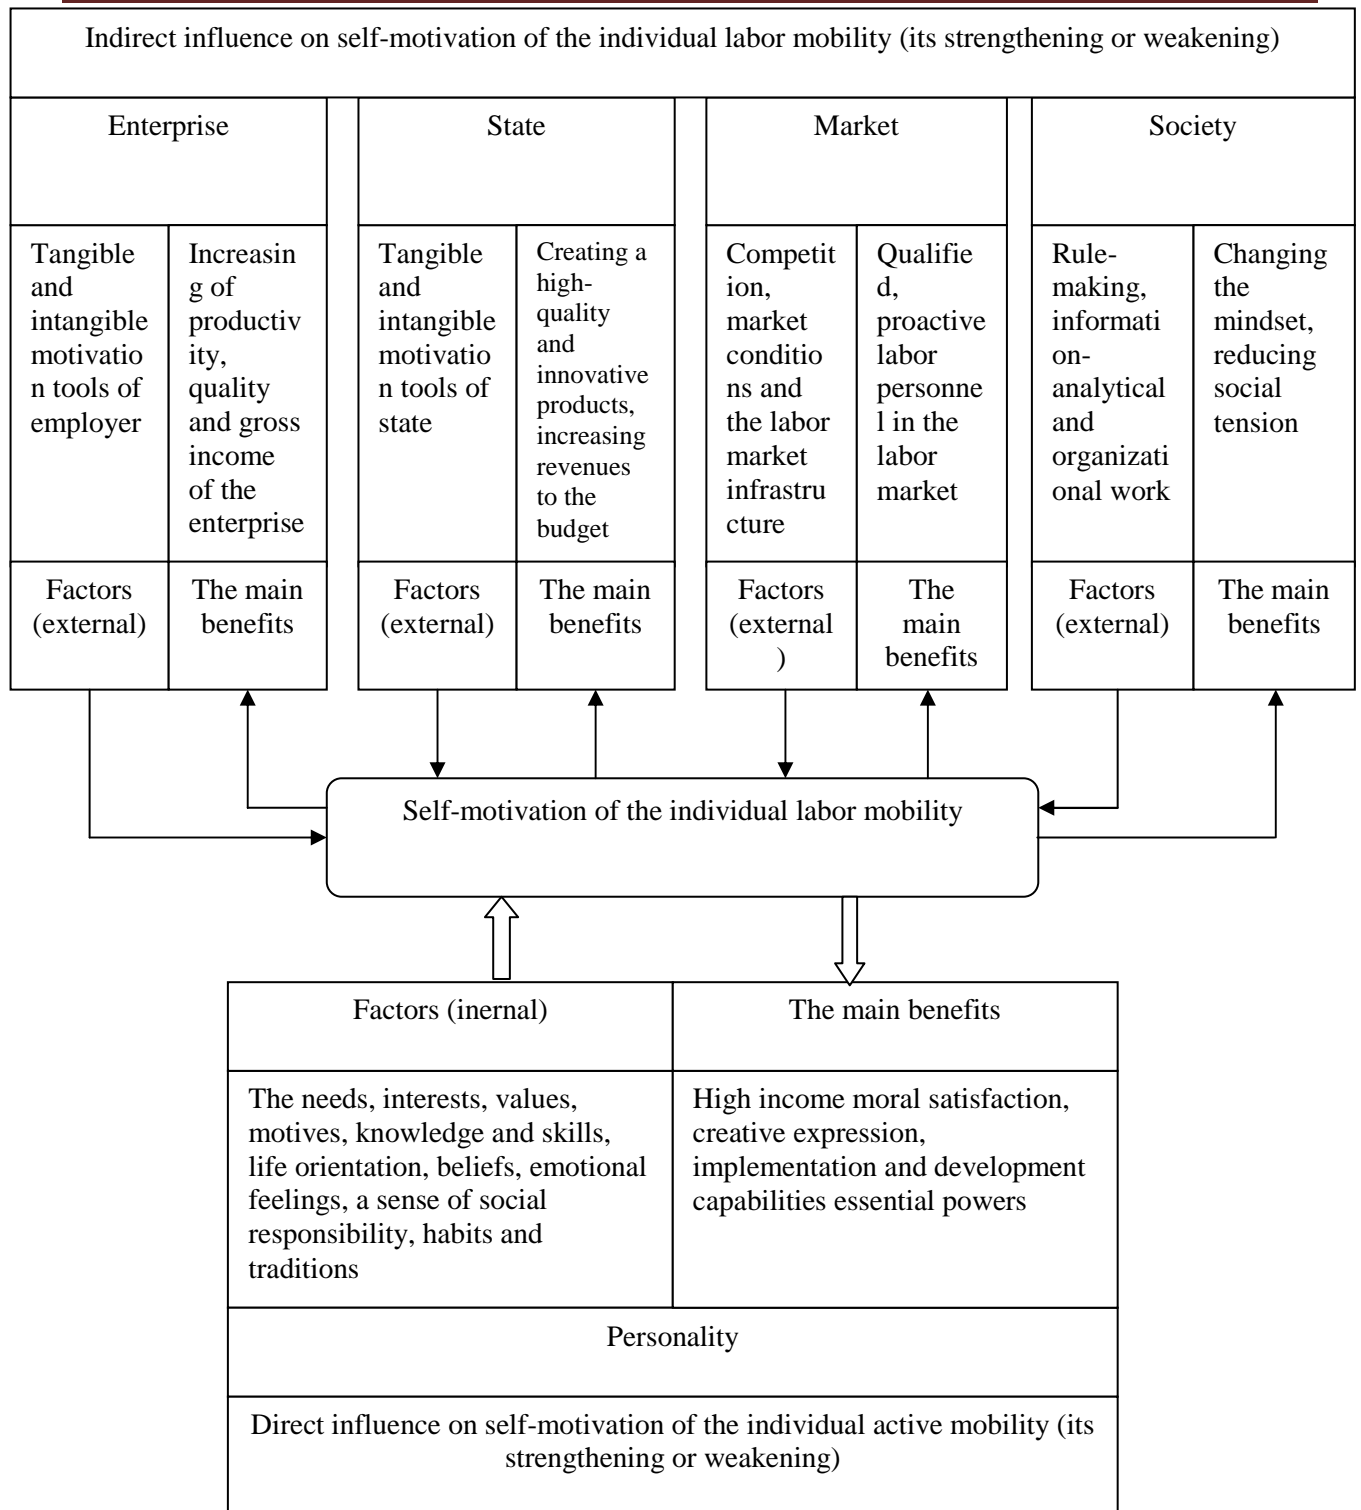 Indirect influence on self-motivation of the individual labor mobility (its strengthening or weakening)
Enterprise
State
Market
Society
Tangible
and
intangible
motivatio
n tools of
employer
Increasin
g of
productiv
ity,
quality
and gross
income
of the
enterprise
Tangible
and
intangible
motivatio
n tools of
state
Creating a
high-
quality
and
innovative
products,
increasing
revenues
to the
budget
Competit
ion,
market
conditio
ns and
the labor
market
infrastru
cture
Qualifie
d,
proactive
labor
personne
l in the
labor
market
Rule-
making,
informati
on-
analytical
and
organizati
onal work
Changing
the
mindset,
reducing
social
tension
Factors
(external)
The main
benefits
Factors
(external)
The main
benefits
Factors
(external
)
The
main
benefits
Factors
(external)
The main
benefits
Self-motivation of the individual labor mobility
Factors (inernal)
The main benefits
The needs, interests, values,
motives, knowledge and skills,
life orientation, beliefs, emotional
feelings, a sense of social
responsibility, habits and
traditions
High income moral satisfaction,
creative expression,
implementation and development
capabilities essential powers
Personality
Direct influence on self-motivation of the individual active mobility (its
strengthening or weakening)